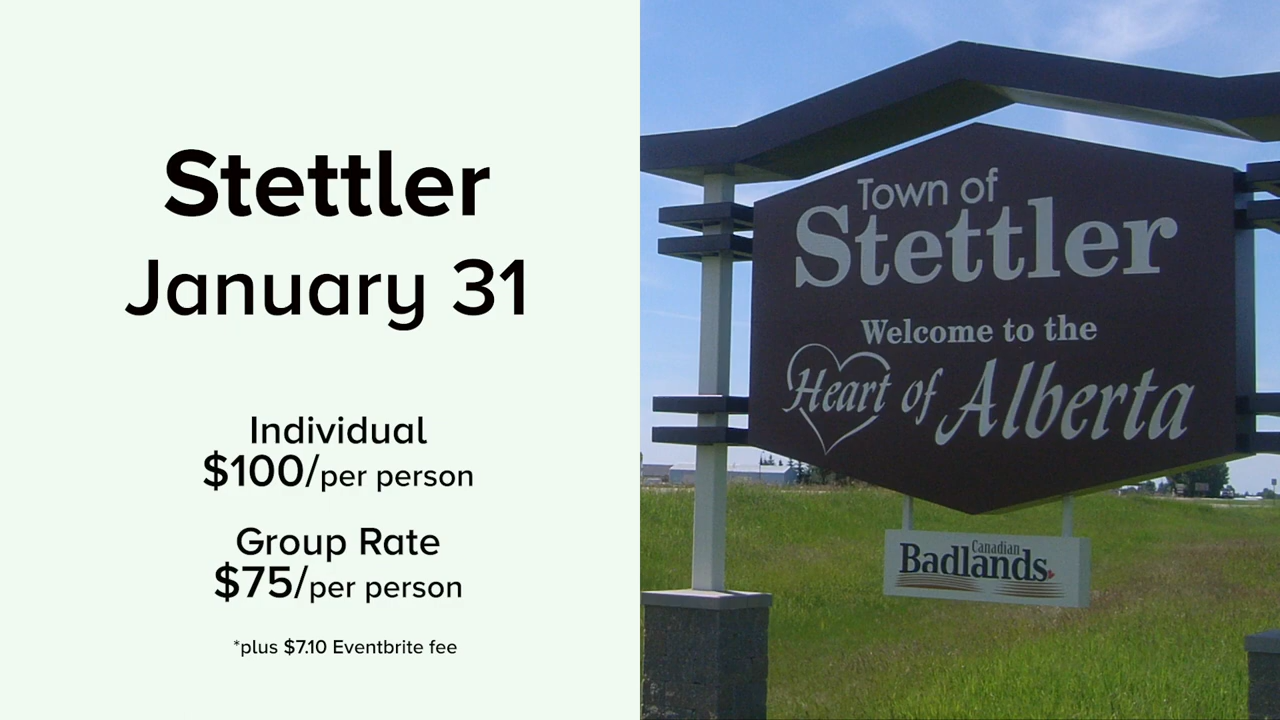 Stettler
January 31
Individual
$100/per person
Group Rate
$75/per person
*plus $7.10 Eventbrite fee
Town of
Stettler
Welcome to the
Heart of Alberta
Canadian
Badlands